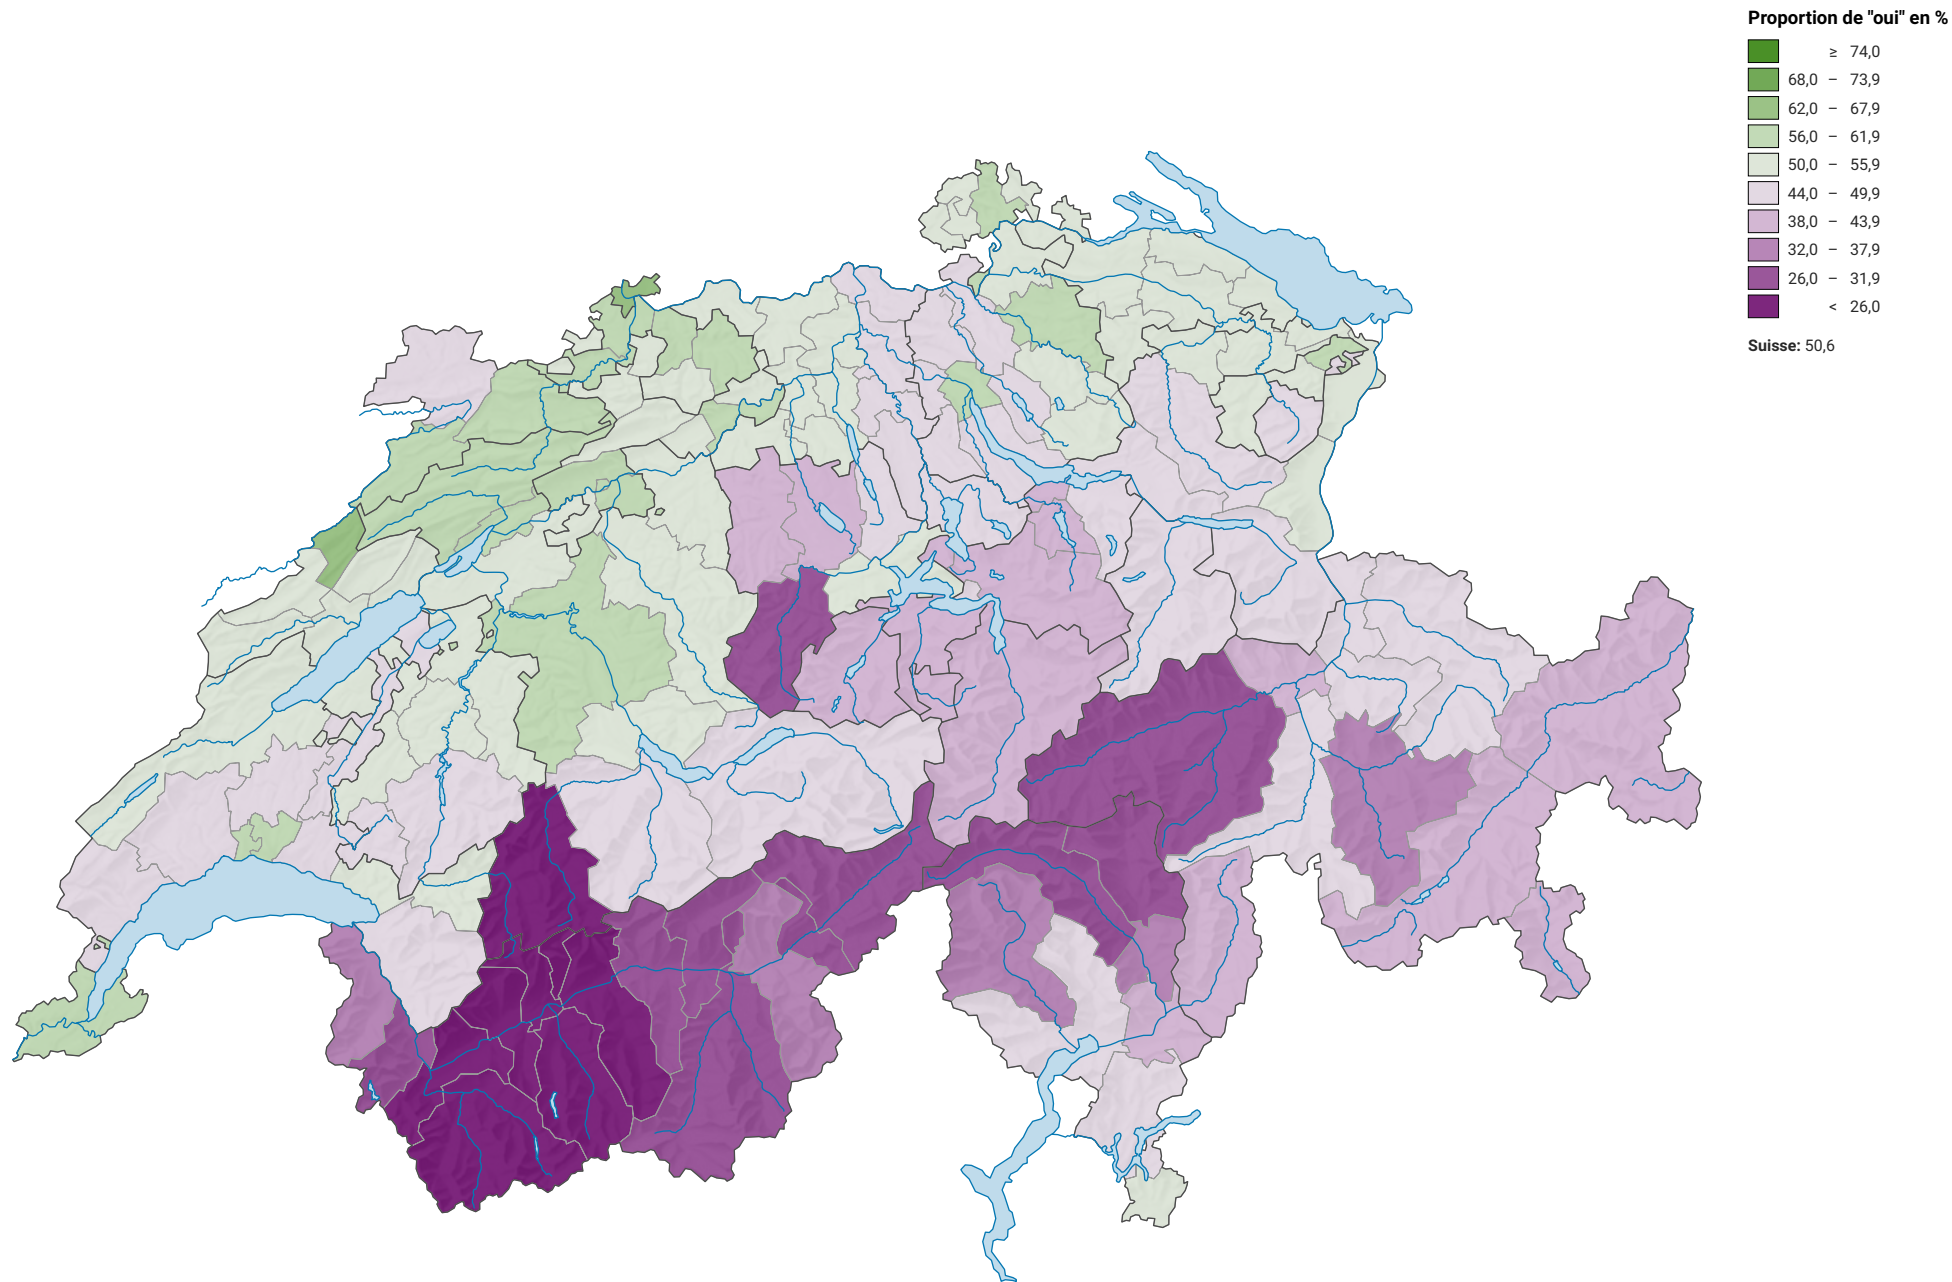 Proportion de "oui" en %
≥ 74,0
68,0 – 73,9
62,0 – 67,9
56,0 – 61,9
50,0 – 55,9
44,0 – 49,9
38,0 – 43,9
32,0 – 37,9
26,0 – 31,9
< 26,0
Suisse: 50,6